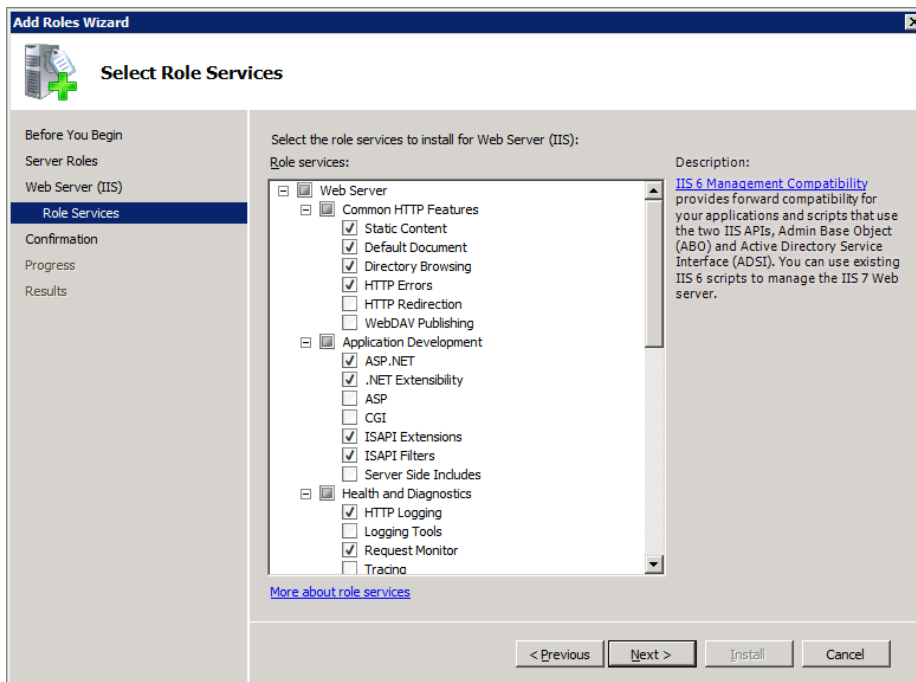 Add Roles Wizard
Select Role Services
Before You Begin
Server Roles
Web Server (IIS)
Role Services
Confirmation
Progress
Results
Select the role services to install for Web Server (IIS):
Role services:
Web Server
Common HTTP Features
Static Content
Default Document
Directory Browsing
HTTP Errors
HTTP Redirection
WebDAV Publishing
Application Development
ASP.NET
.NET Extensibility
ASP
CGI
ISAPI Extensions
ISAPI Filters
Server Side Includes
Health and Diagnostics
HTTP Logging
Logging Tools
Request Monitor
Tracing
More about role services
Description:
IIS 6 Management Compatibility
provides forward compatibility for
your applications and scripts that use
the two IIS APIs, Admin Base Object
(ABO) and Active Directory Service
Interface (ADSI). You can use existing
IIS 6 scripts to manage the IIS 7 Web
server.
< Previous
Next >
Install
Cancel